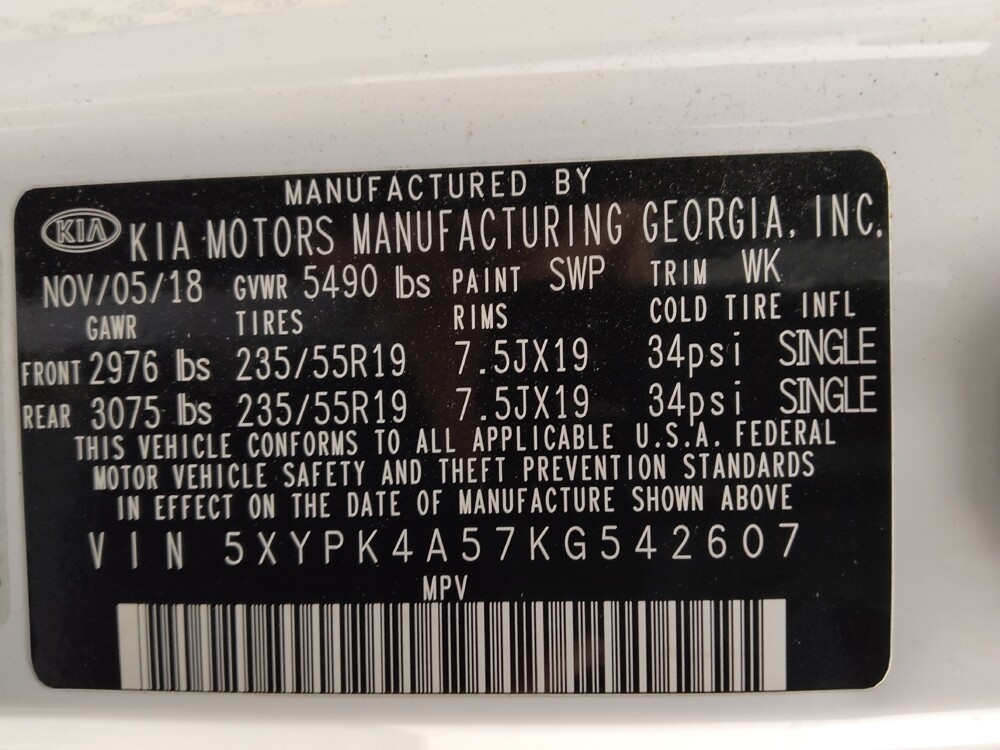 MANUFACTURED BY
KIA KIA MOTORS MANUFACTURING GEORGIA, INC.
NOV/05/18 GVWR 5490 lbs PAINT SWP TRIM WK
GAWR TIRES RIMS COLD TIRE INFL
FRONT 2976 lbs 235/55R19 7.5JX19 34psi SINGLE
REAR 3075 lbs 235/55R19 7.5JX19 34psi SINGLE
THIS VEHICLE CONFORMS TO ALL APPLICABLE U.S.A. FEDERAL
MOTOR VEHICLE SAFETY AND THEFT PREVENTION STANDARDS
IN EFFECT ON THE DATE OF MANUFACTURE SHOWN ABOVE
VIN 5XYPK4A57KG542607
MPV